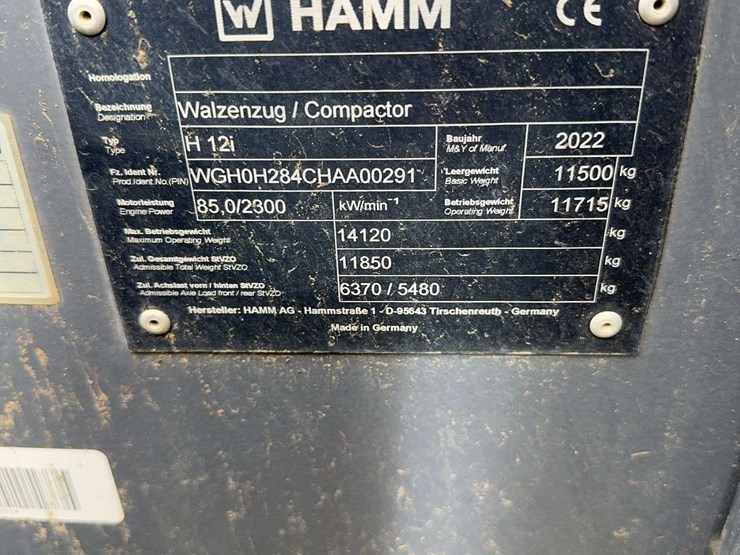 HAMM CE
Homologation
Bezeichnung
Designation Walzenzug / Compactor
Typ
Type H 12i Baujahr
M&Y of Manuf. 2022
Fz. Ident Nr.
Prod.Ident.No.(PIN) WGH0H284CHAA00291 Leergewicht
Basic Weight 11500 kg
Motorleistung
Engine Power 85,0/2300 kW/min⁻¹ Betriebsgewicht
Operating Weight 11715 kg
Max. Betriebsgewicht
Maximum Operating Weight 14120 kg
Zul. Gesamtgewicht StVZO
Admissible Total Weight StVZO 11850 kg
Zul. Achslast vorn / hinten StVZO
Admissible Axle Load front / rear StVZO 6370 / 5480 kg
Hersteller: HAMM AG - Hammstraße 1 - D-95643 Tirschenreuth - Germany
Made in Germany